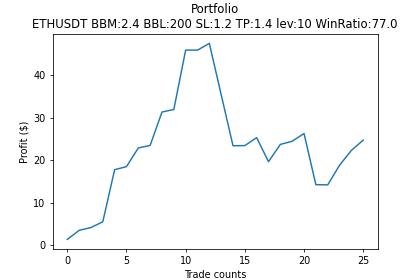 Portfolio
ETHUSDT BBM:2.4 BBL:200 SL:1.2 TP:1.4 lev:10 WinRatio:77.0
Profit ($)
40
30
20
10
0
0 5 10 15 20 25
Trade counts